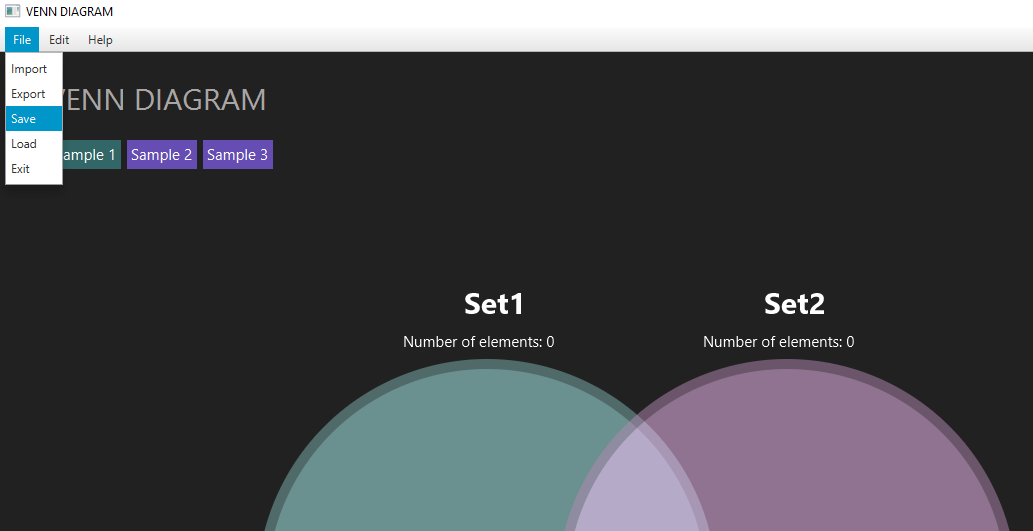 VENN DIAGRAM
File Edit Help
Import
Export
Save
Load
Exit
VENN DIAGRAM
ample 1 Sample 2 Sample 3
Set1 Set2
Number of elements: 0 Number of elements: 0